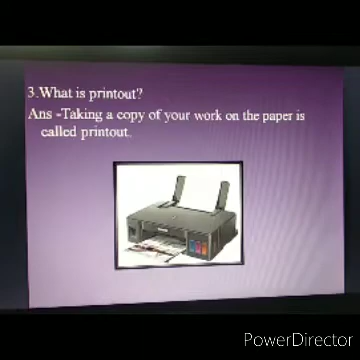 3.What is printout?
Ans -Taking a copy of your work on the paper is
called printout.
PowerDirector